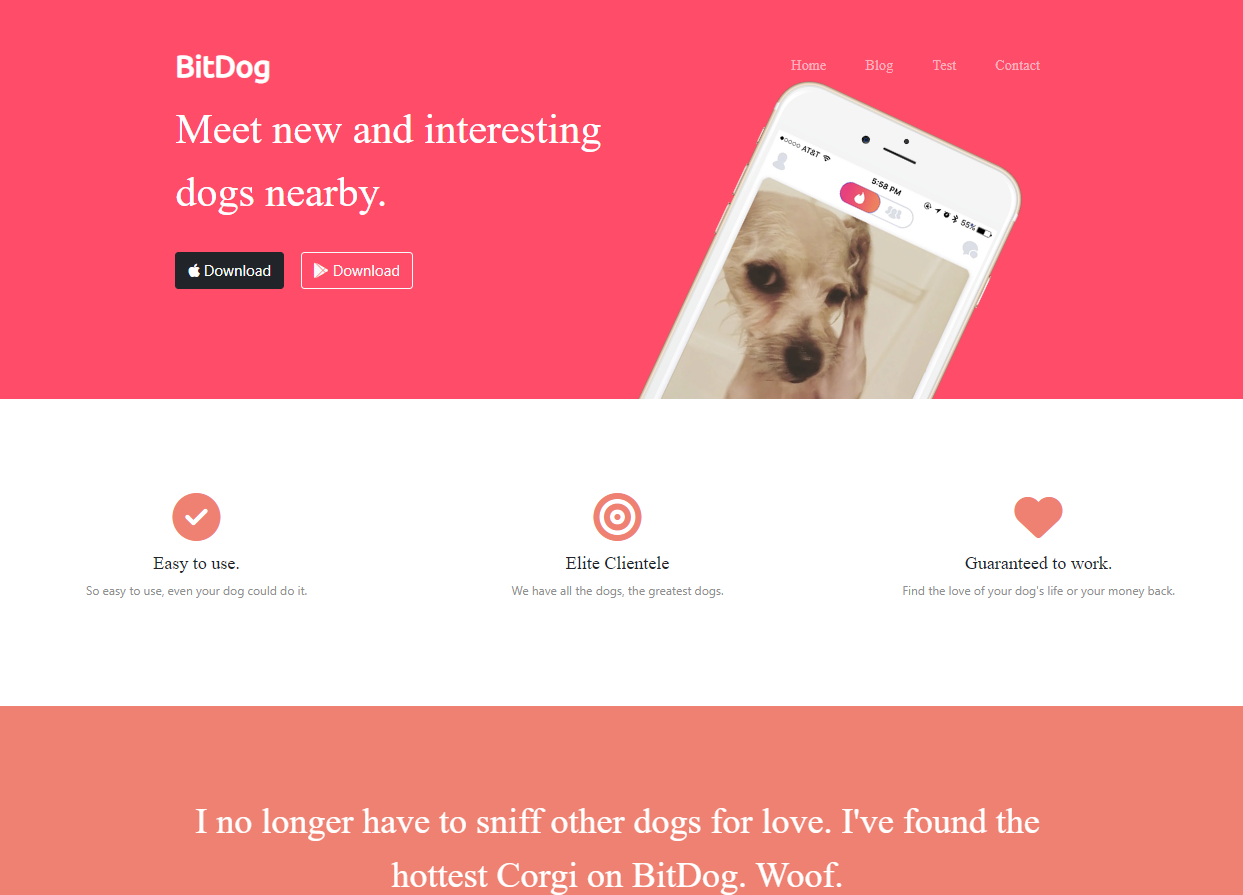 BitDog
Home Blog Test Contact
Meet new and interesting
dogs nearby.
AT&T
5:58 PM
55%
Download Download
Easy to use.
So easy to use, even your dog could do it.
Elite Clientele
We have all the dogs, the greatest dogs.
Guaranteed to work.
Find the love of your dog's life or your money back.
I no longer have to sniff other dogs for love. I've found the
hottest Corgi on BitDog. Woof.